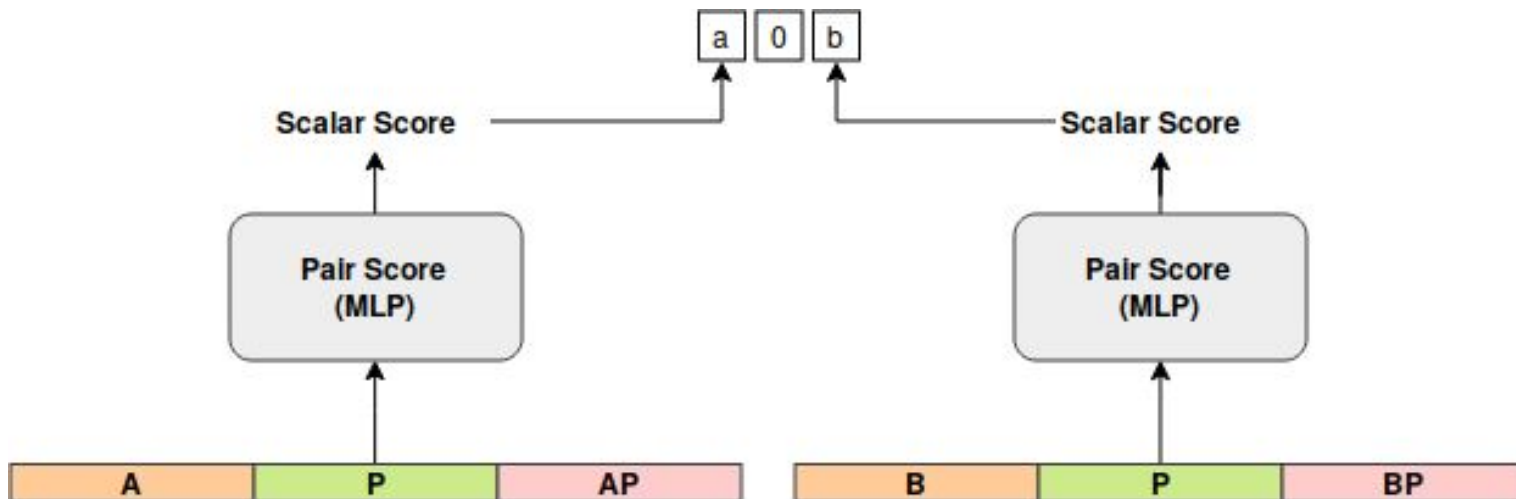 a 0 b
Scalar Score Scalar Score
Pair Score Pair Score
(MLP) (MLP)
A P AP B P BP